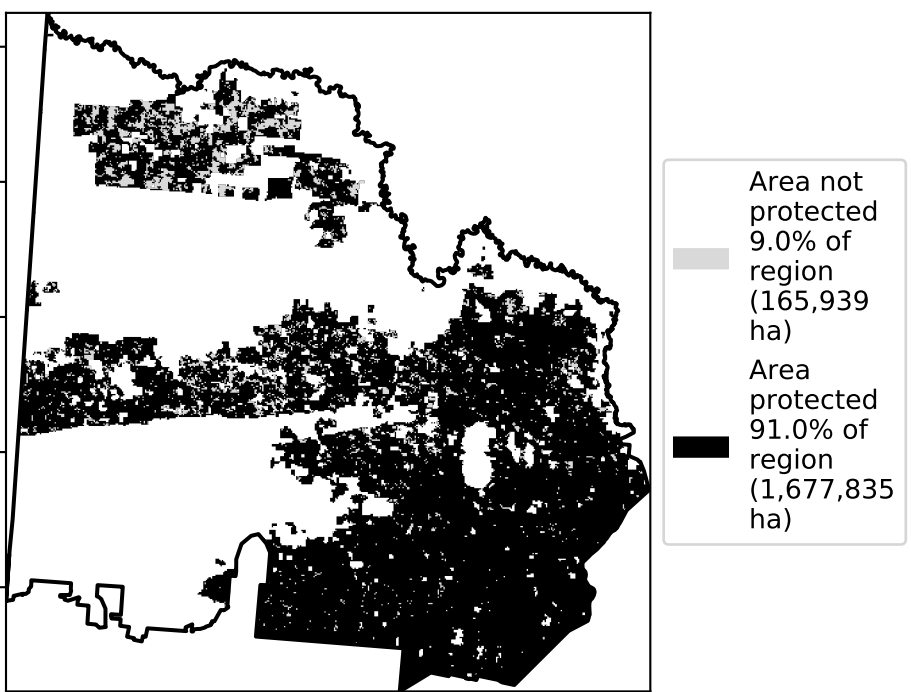 Area not
protected
9.0% of
region
(165,939
ha)
Area
protected
91.0% of
region
(1,677,835
ha)